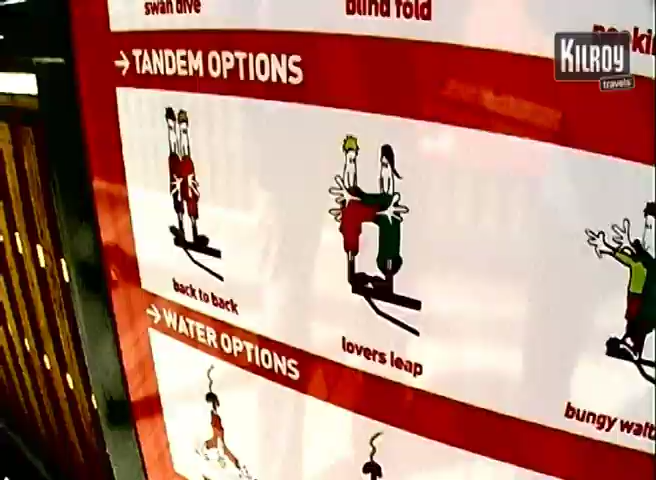 swan dive
blind fold
KILROY
travels
→ TANDEM OPTIONS
back to back
lovers leap
bungy walt
→ WATER OPTIONS